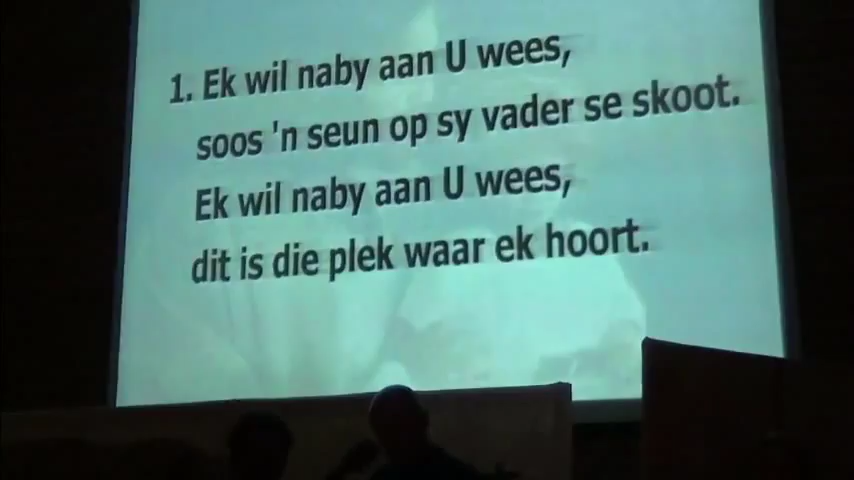 1. Ek wil naby aan U wees,
soos 'n seun op sy vader se skoot.
Ek wil naby aan U wees,
dit is die plek waar ek hoort.